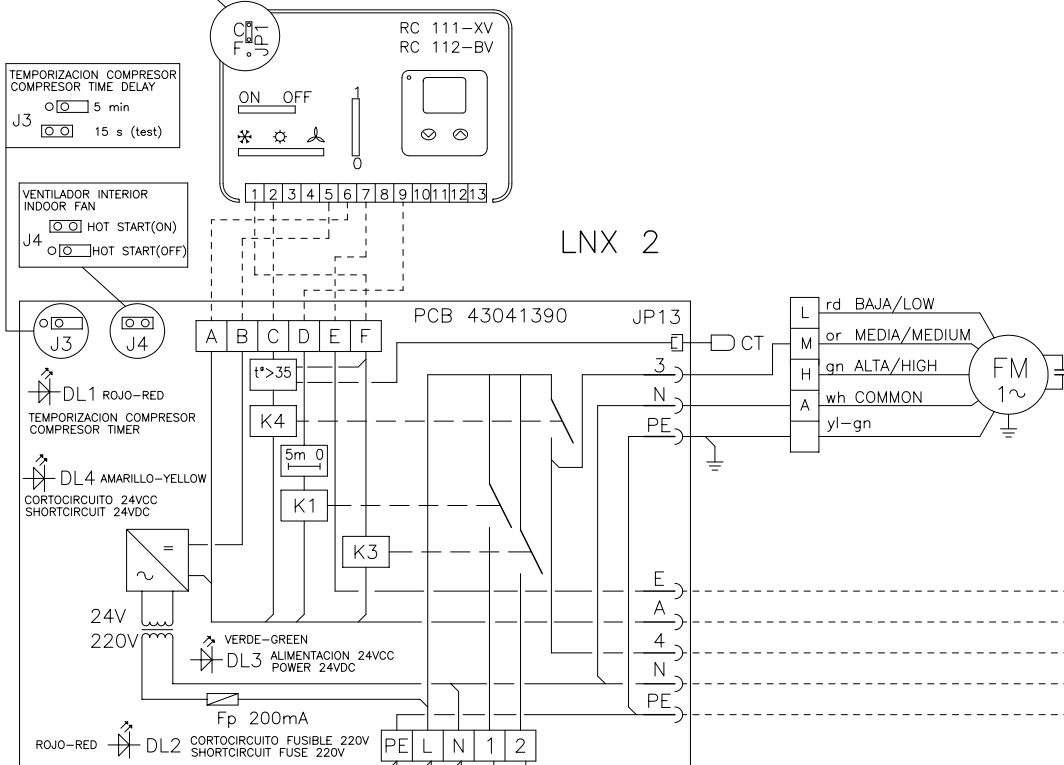 C
F
JP1
RC 111-XV
RC 112-BV
ON OFF
1
0
1 2 3 4 5 6 7 8 9 10 11 12 13
TEMPORIZACION COMPRESOR
COMPRESOR TIME DELAY
J3
5 min
15 s (test)
VENTILADOR INTERIOR
INDOOR FAN
J4
HOT START(ON)
HOT START(OFF)
LNX 2
J3
J4
A B C D E F
PCB 43041390
JP13
CT
3
N
PE
L
M
H
A
rd BAJA/LOW
or MEDIA/MEDIUM
gn ALTA/HIGH
wh COMMON
yl-gn
FM
1~
tª>35
K4
5m 0
K1
K3
DL1 ROJO-RED
TEMPORIZACION COMPRESOR
COMPRESOR TIMER
DL4 AMARILLO-YELLOW
CORTOCIRCUITO 24VCC
SHORTCIRCUIT 24VDC
=
~
24V
220V
VERDE-GREEN
DL3 ALIMENTACION 24VCC
POWER 24VDC
Fp 200mA
ROJO-RED DL2 CORTOCIRCUITO FUSIBLE 220V
SHORTCIRCUIT FUSE 220V
E
A
4
N
PE
PE L N 1 2